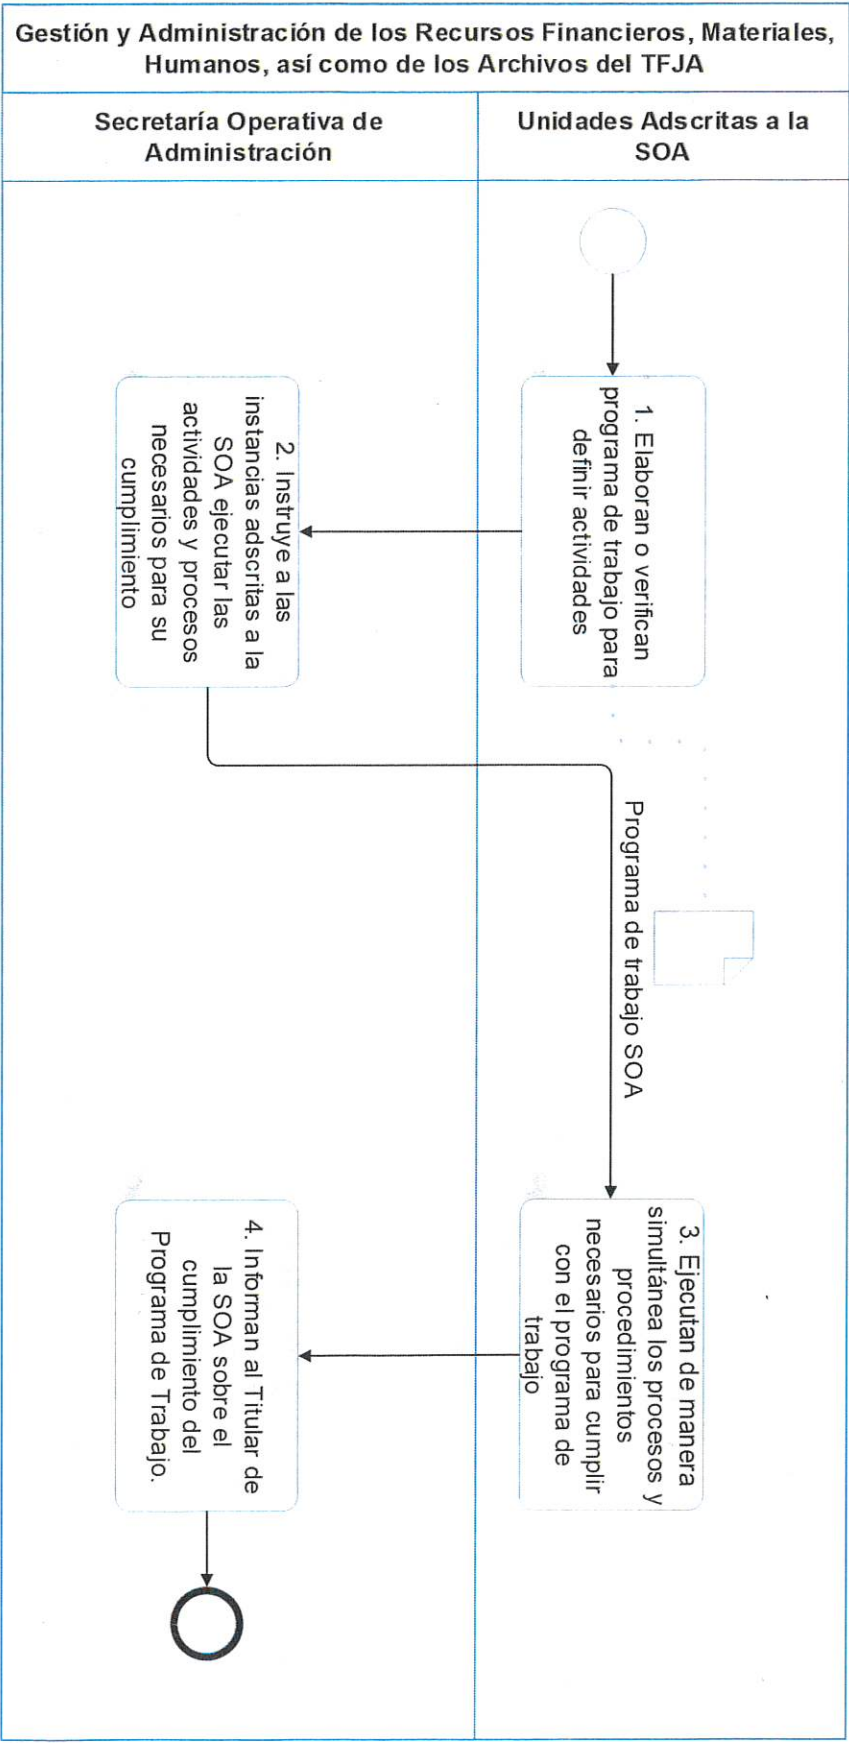 Gestión y Administración de los Recursos Financieros, Materiales,
Humanos, así como de los Archivos del TFJA
Secretaría Operativa de
Administración
Unidades Adscritas a la
SOA
1. Elaboran o verifican
programa de trabajo para
definir actividades
2. Instruye a las
instancias adscritas a la
SOA ejecutar las
actividades y procesos
necesarios para su
cumplimiento
Programa de trabajo SOA
3. Ejecutan de manera
simultánea los procesos y
procedimientos
necesarios para cumplir
con el programa de
trabajo
4. Informan al Titular de
la SOA sobre el
cumplimiento del
Programa de Trabajo.